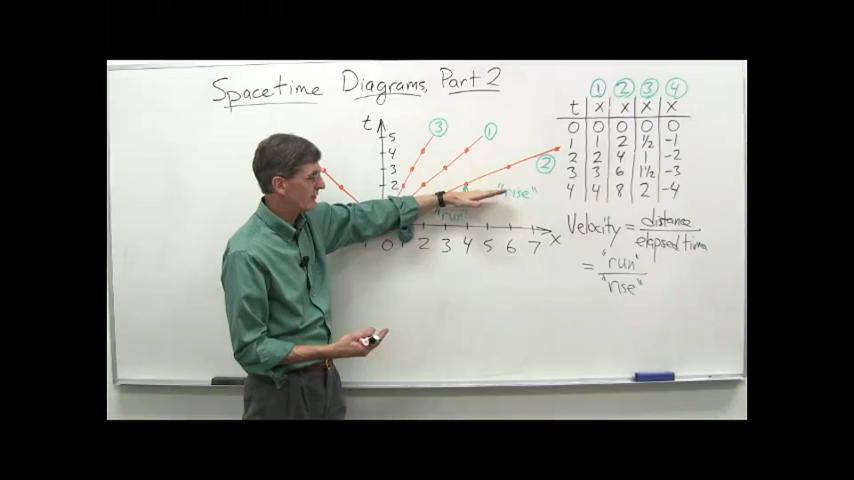 Spacetime Diagrams, Part 2
① ② ③ ④
t x x x x
0 0 0 0 0
1 1 2 ½ -1
2 2 4 1 -2
3 3 6 1½ -3
4 4 8 2 -4
t
5
4
3
2
③
①
②
"rise"
"run"
0 1 2 3 4 5 6 7 x
Velocity = distance
elapsed time
= "run"
"rise"